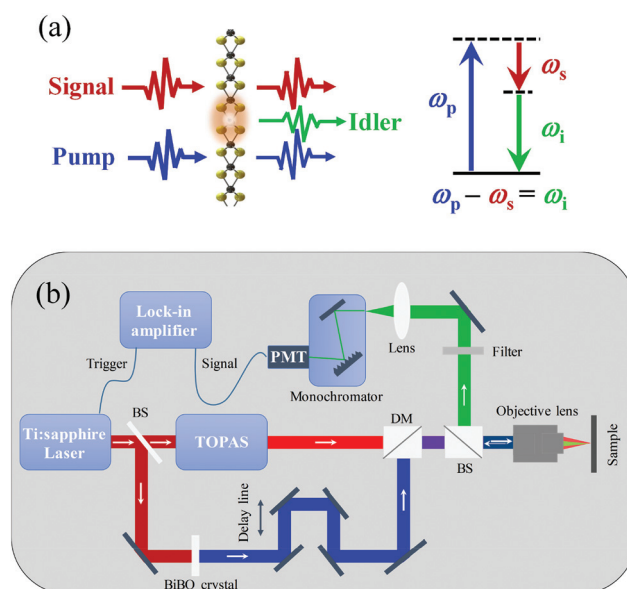 (a)
Signal
Idler
Pump
ωp
ωs
ωi
ωp − ωs = ωi
(b)
Lock-in
amplifier
Trigger
Signal
PMT
Monochromator
Lens
Filter
Ti:sapphire
Laser
BS
TOPAS
DM
BS
Objective lens
Sample
Delay line
BiBO crystal